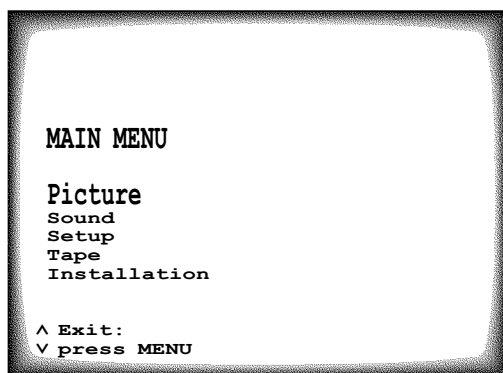 MAIN MENU
Picture
Sound
Setup
Tape
Installation
^ Exit:
v press MENU